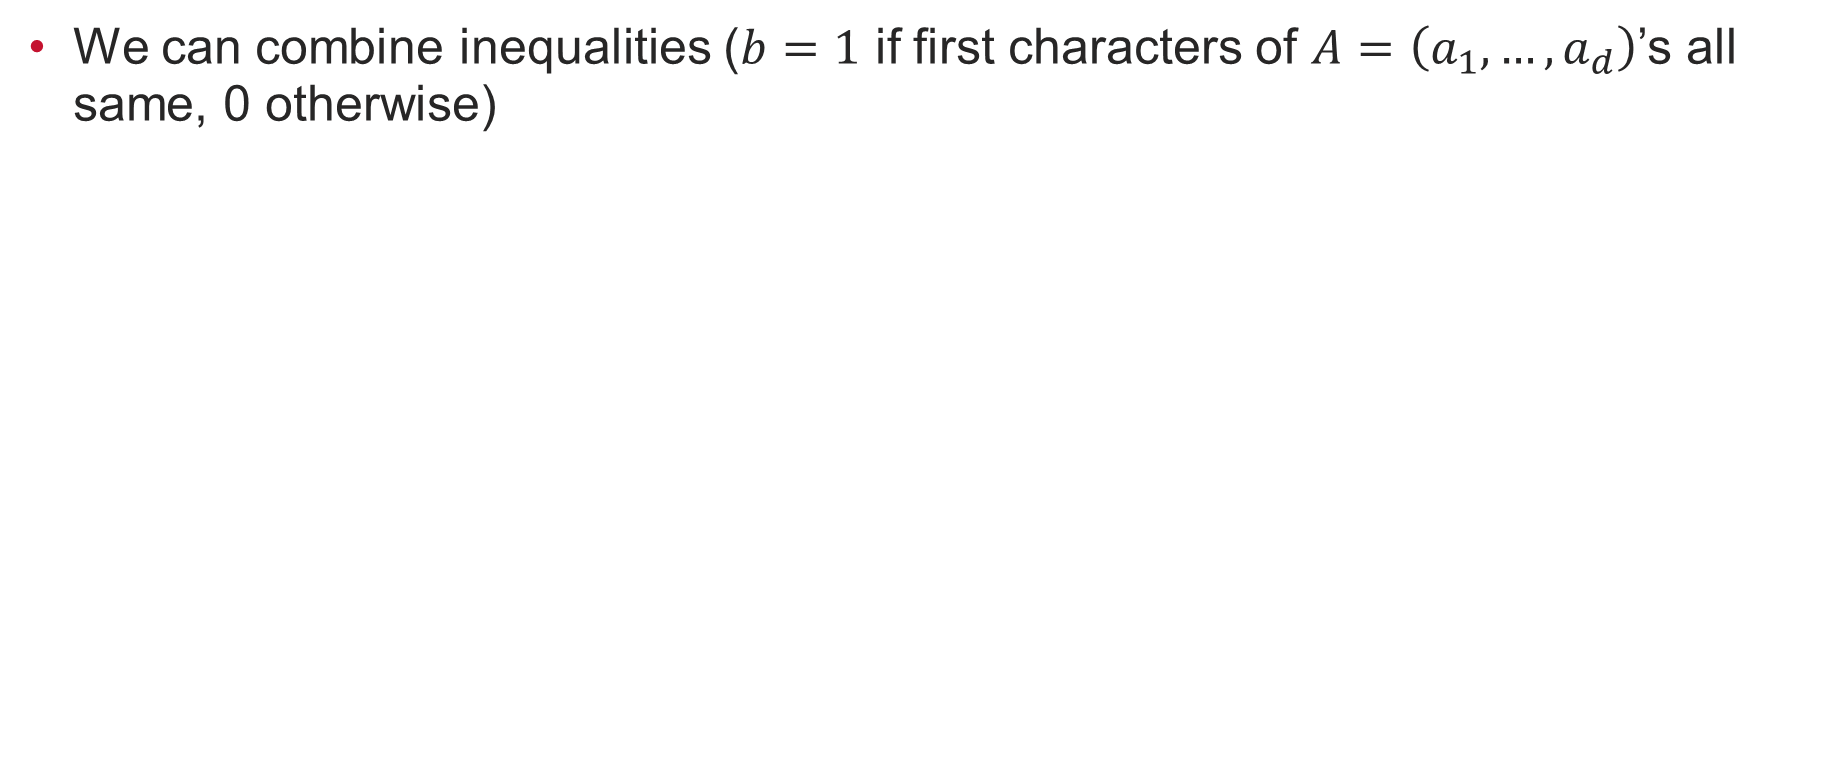 • We can combine inequalities (𝑏 = 1 if first characters of 𝐴 = (𝑎₁, … , 𝑎_𝑑)’s all
same, 0 otherwise)